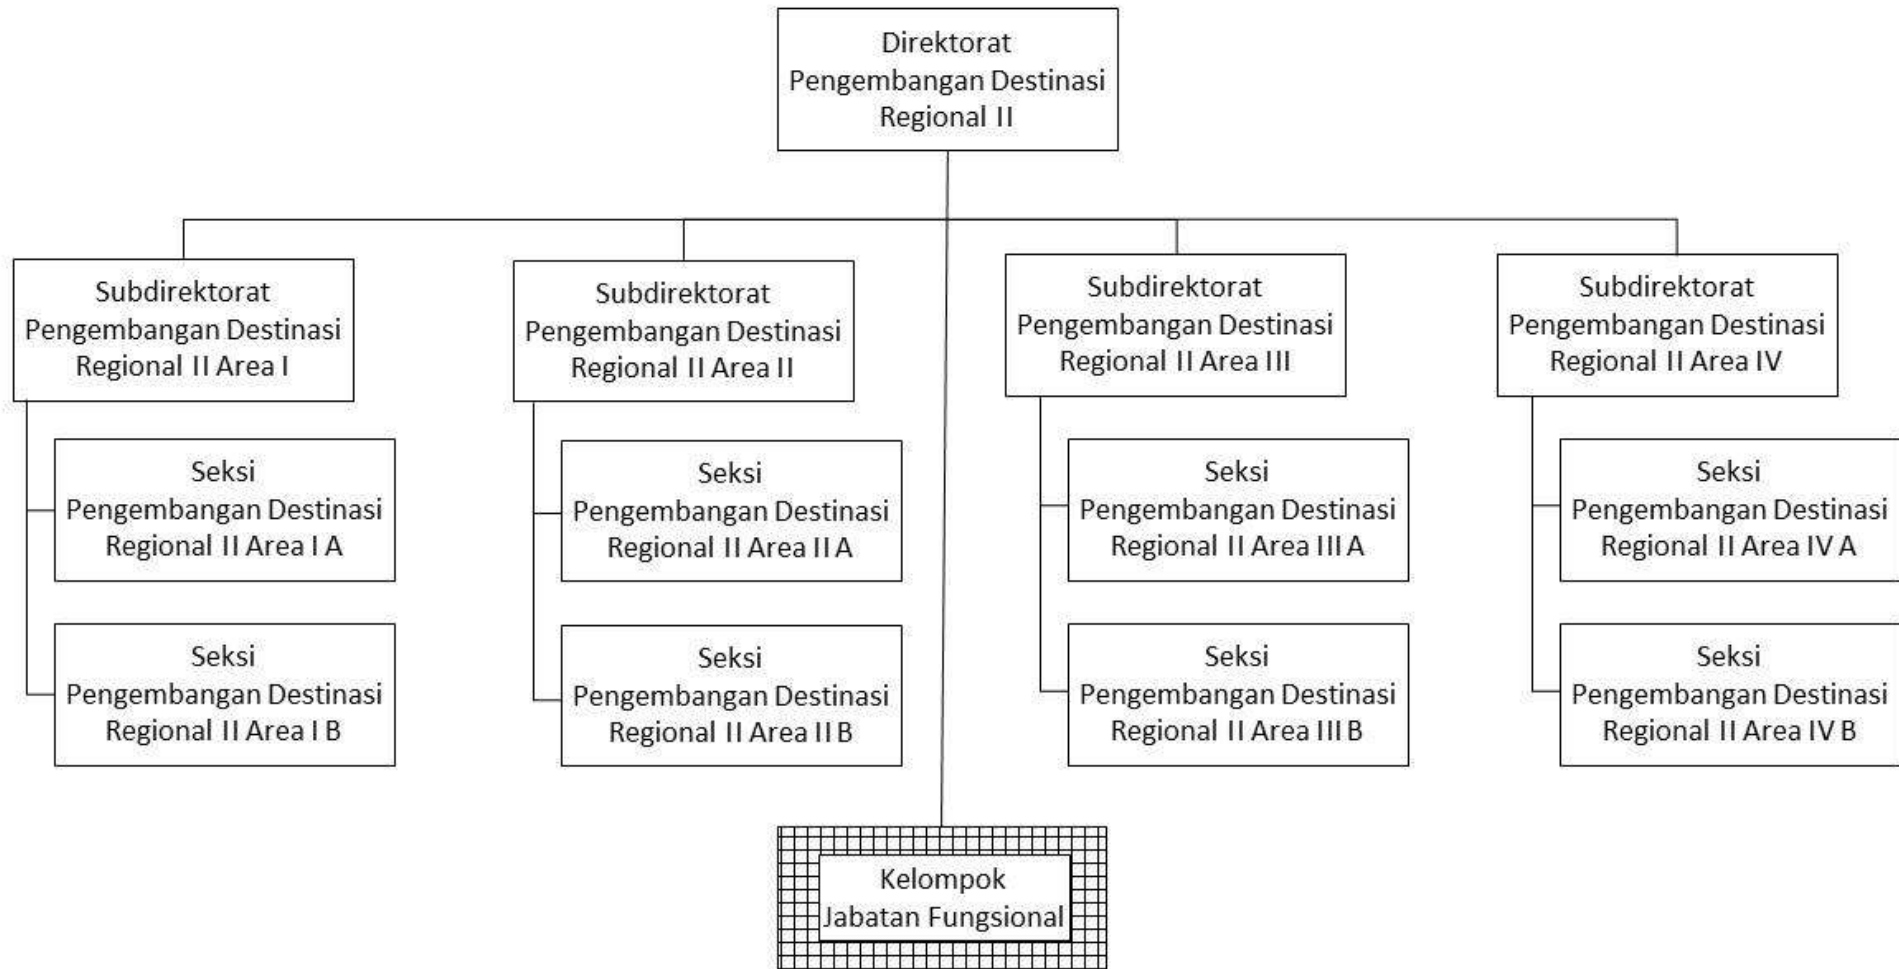 Direktorat
Pengembangan Destinasi
Regional II
Subdirektorat
Pengembangan Destinasi
Regional II Area I
Subdirektorat
Pengembangan Destinasi
Regional II Area II
Subdirektorat
Pengembangan Destinasi
Regional II Area III
Subdirektorat
Pengembangan Destinasi
Regional II Area IV
Seksi
Pengembangan Destinasi
Regional II Area I A
Seksi
Pengembangan Destinasi
Regional II Area II A
Seksi
Pengembangan Destinasi
Regional II Area III A
Seksi
Pengembangan Destinasi
Regional II Area IV A
Seksi
Pengembangan Destinasi
Regional II Area I B
Seksi
Pengembangan Destinasi
Regional II Area II B
Seksi
Pengembangan Destinasi
Regional II Area III B
Seksi
Pengembangan Destinasi
Regional II Area IV B
Kelompok
Jabatan Fungsional